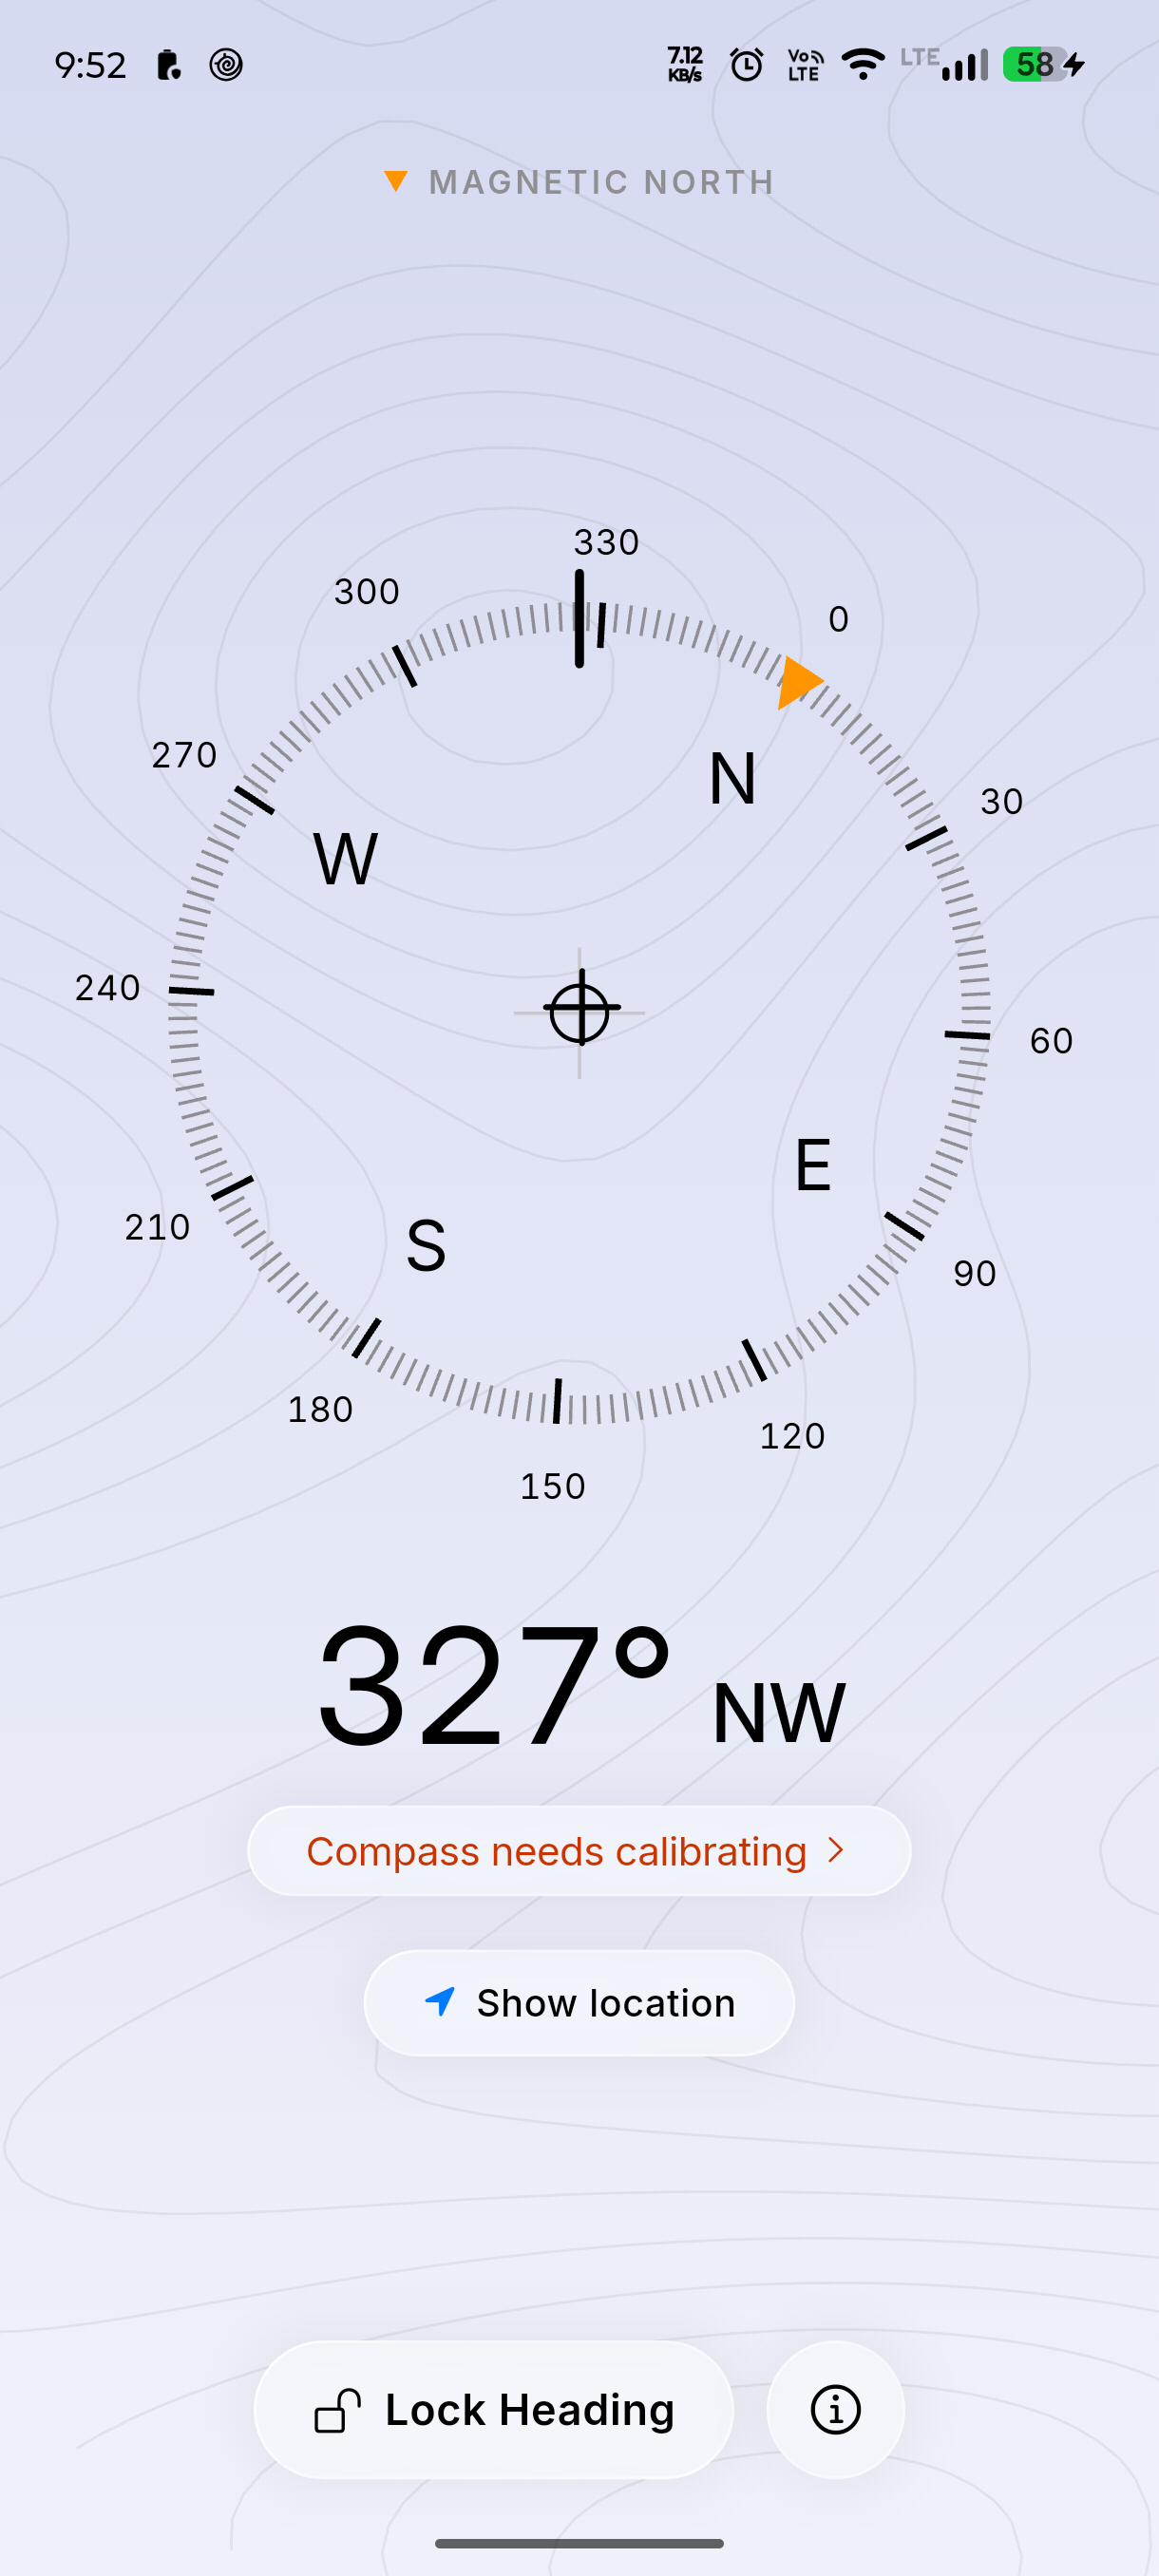 9:52 7.12 KB/s Vo LTE LTE 58
MAGNETIC NORTH
330
300
0
270
N
30
W
240
60
E
210
S
90
180
120
150
327° NW
Compass needs calibrating
Show location
Lock Heading